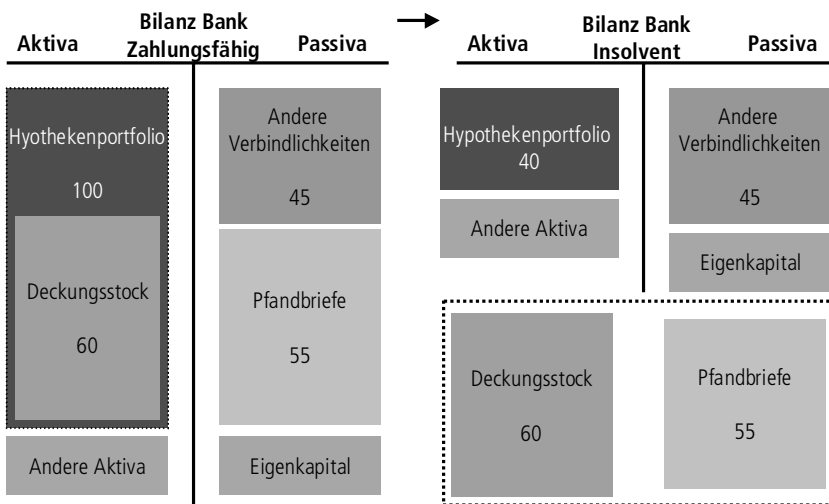 Bilanz Bank
Zahlungsfähig
Aktiva
Passiva
Hyothekenportfolio
100
Deckungsstock
60
Andere Aktiva
Andere
Verbindlichkeiten
45
Pfandbriefe
55
Eigenkapital
Bilanz Bank
Insolvent
Aktiva
Passiva
Hypothekenportfolio
40
Andere Aktiva
Andere
Verbindlichkeiten
45
Eigenkapital
Deckungsstock
60
Pfandbriefe
55